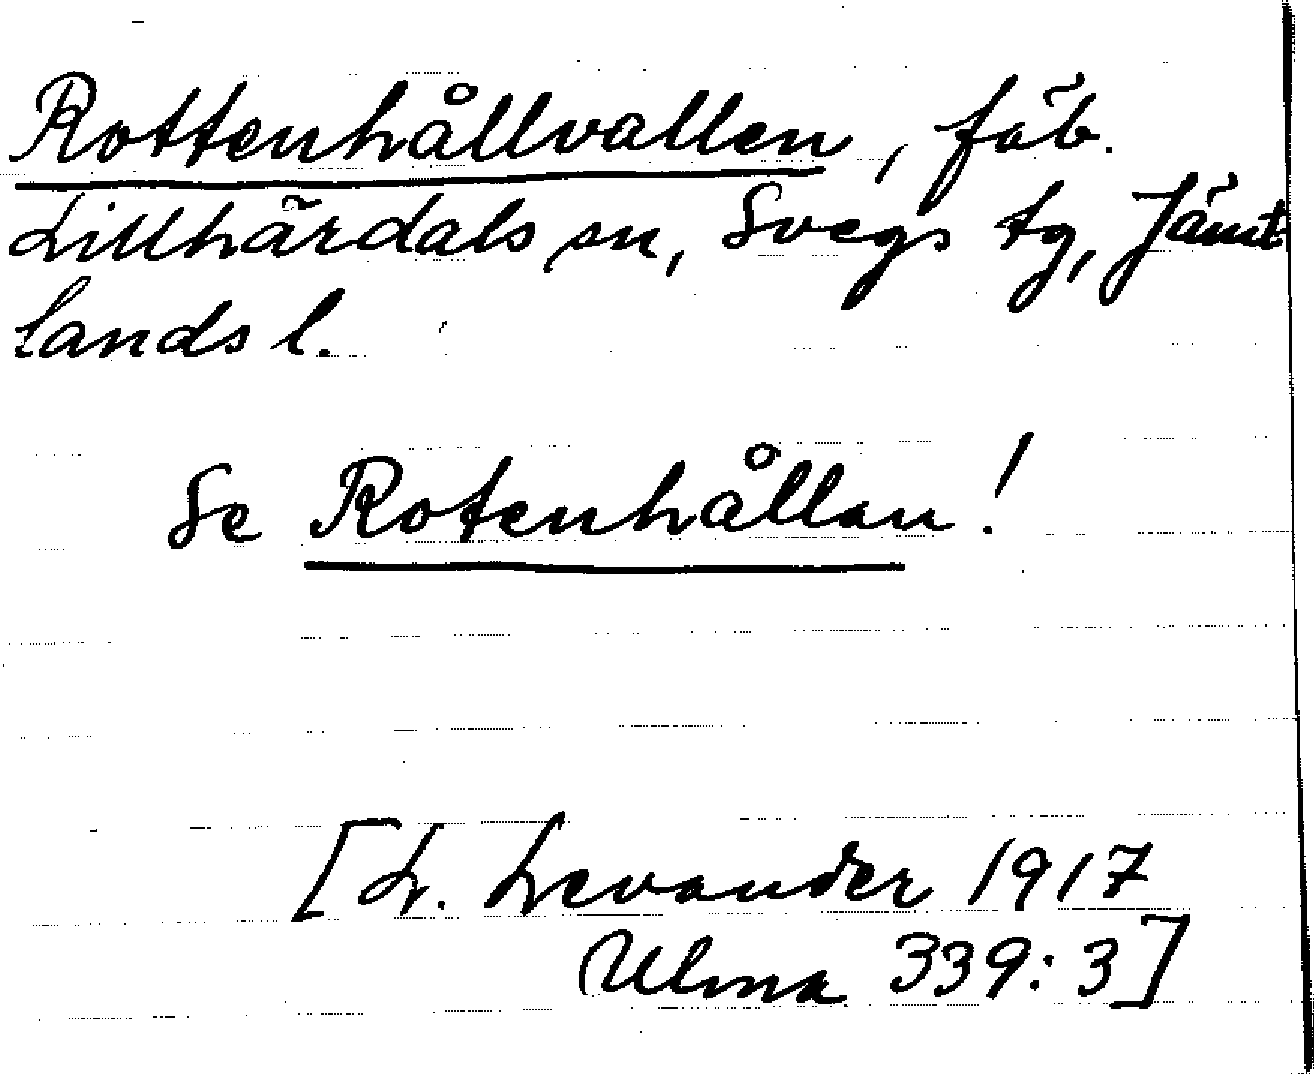 Rottenhållvallen, fäb.
Lillhärdals sn, Svegs tg, Jämt
lands l.
Se Rotenhållan!
[L. Levander 1917
Ulma 339:3]